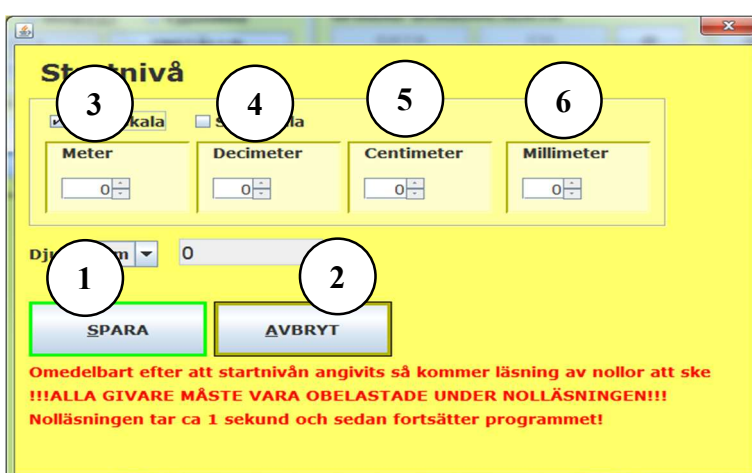 Startnivå
3 4 5 6
kala
Meter Decimeter Centimeter Millimeter
0 0 0 0
m 0
1 2
SPARA AVBRYT
Omedelbart efter att startnivån angivits så kommer läsning av nollor att ske
!!!ALLA GIVARE MÅSTE VARA OBELASTADE UNDER NOLLÄSNINGEN!!!
Nolläsningen tar ca 1 sekund och sedan fortsätter programmet!